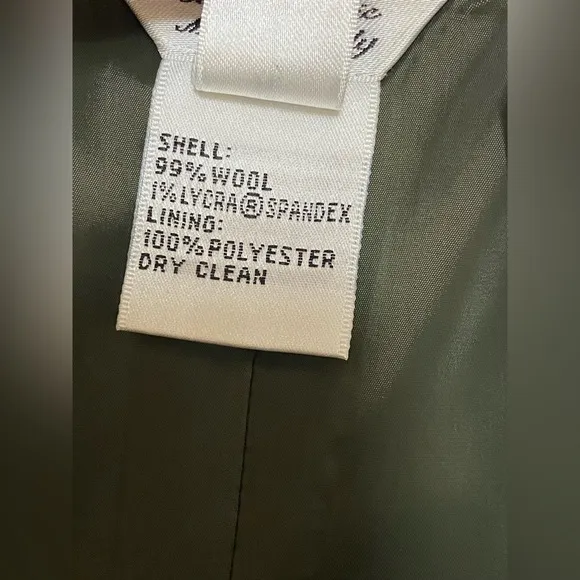 SHELL:
99% WOOL
1% LYCRA® SPANDEX
LINING:
100% POLYESTER
DRY CLEAN